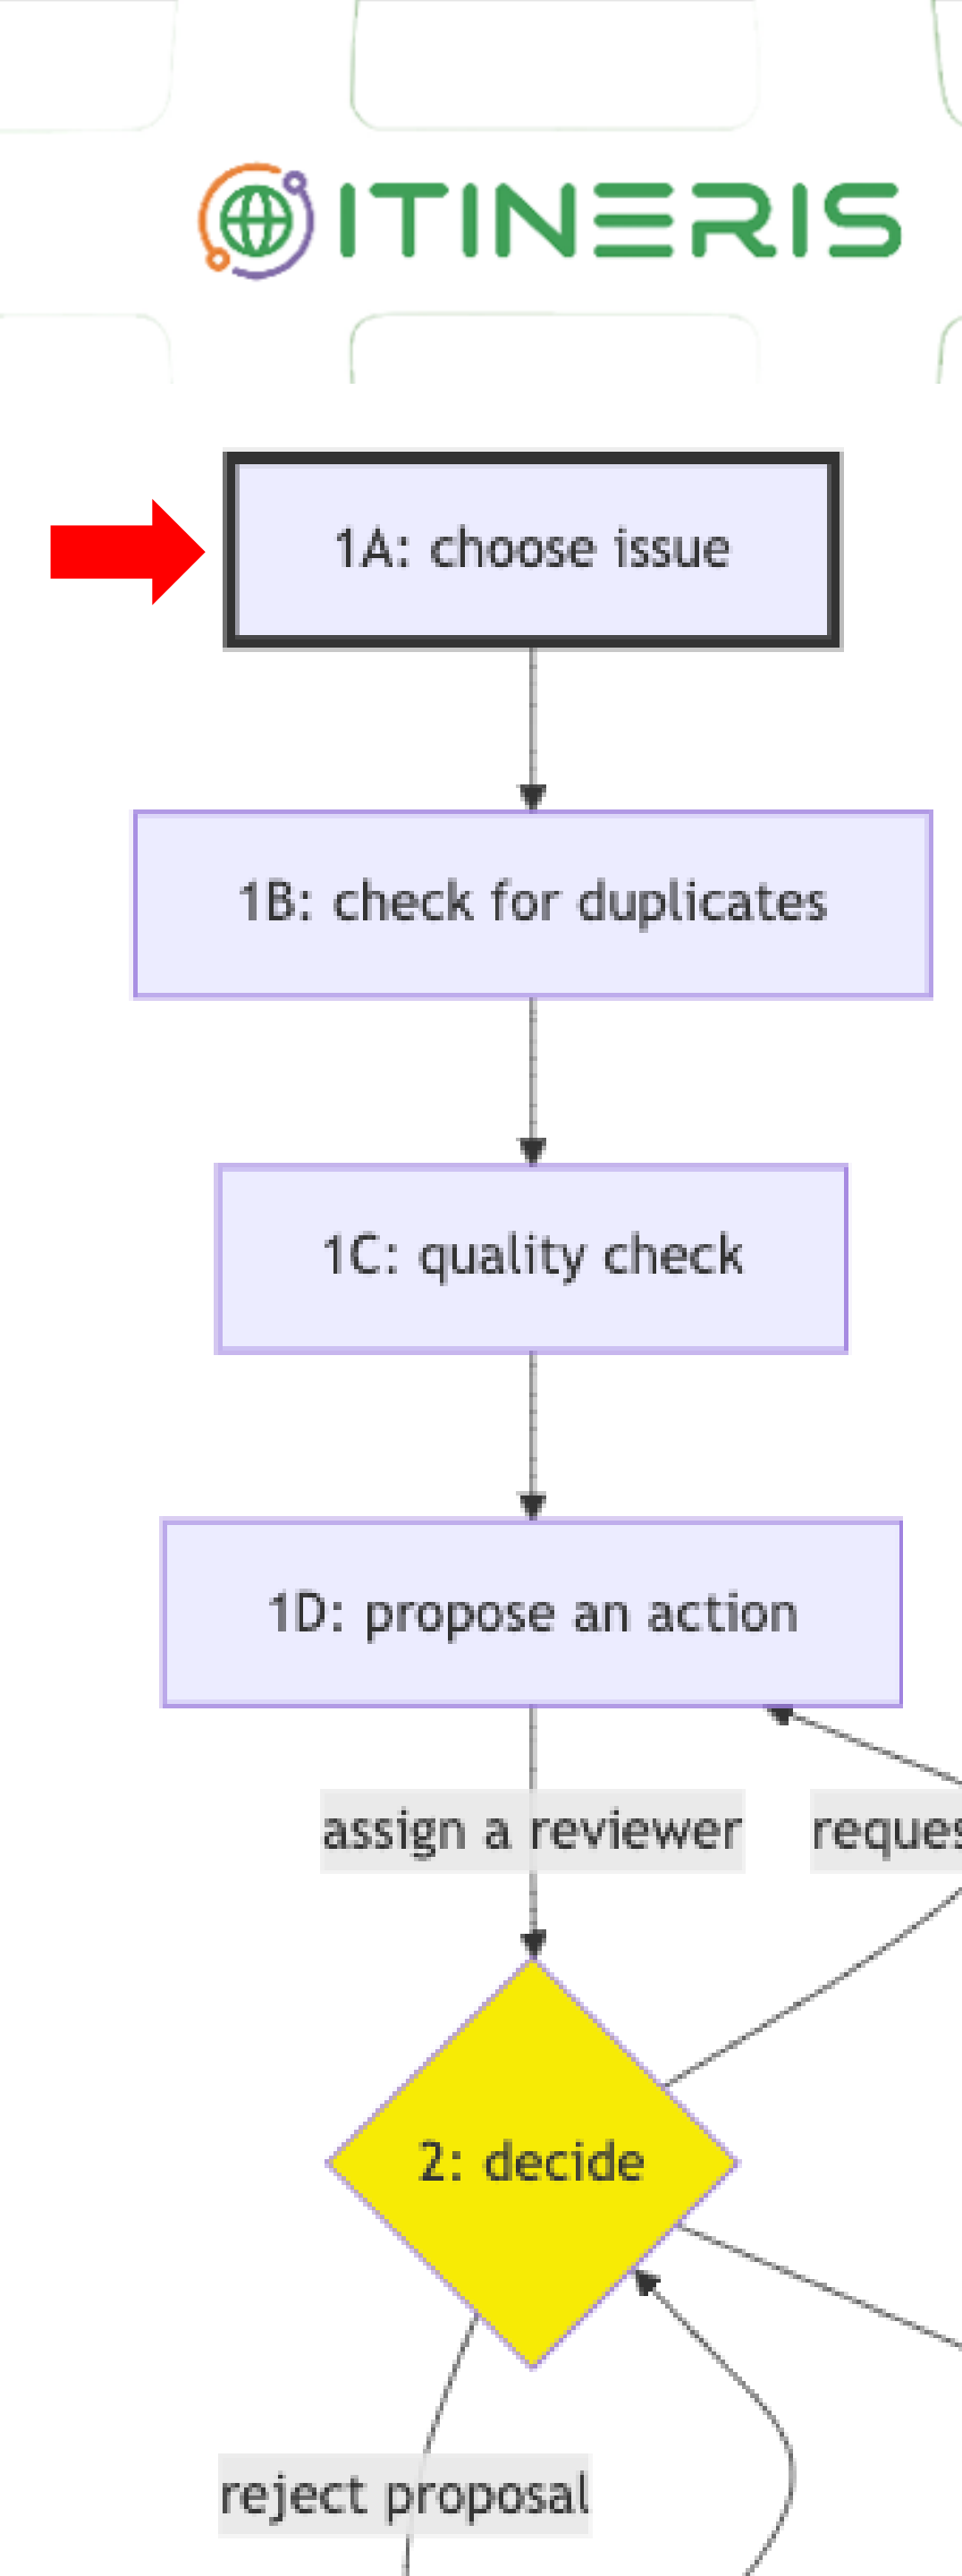 ITINERIS
1A: choose issue
1B: check for duplicates
1C: quality check
1D: propose an action
assign a reviewer
2: decide
reject proposal